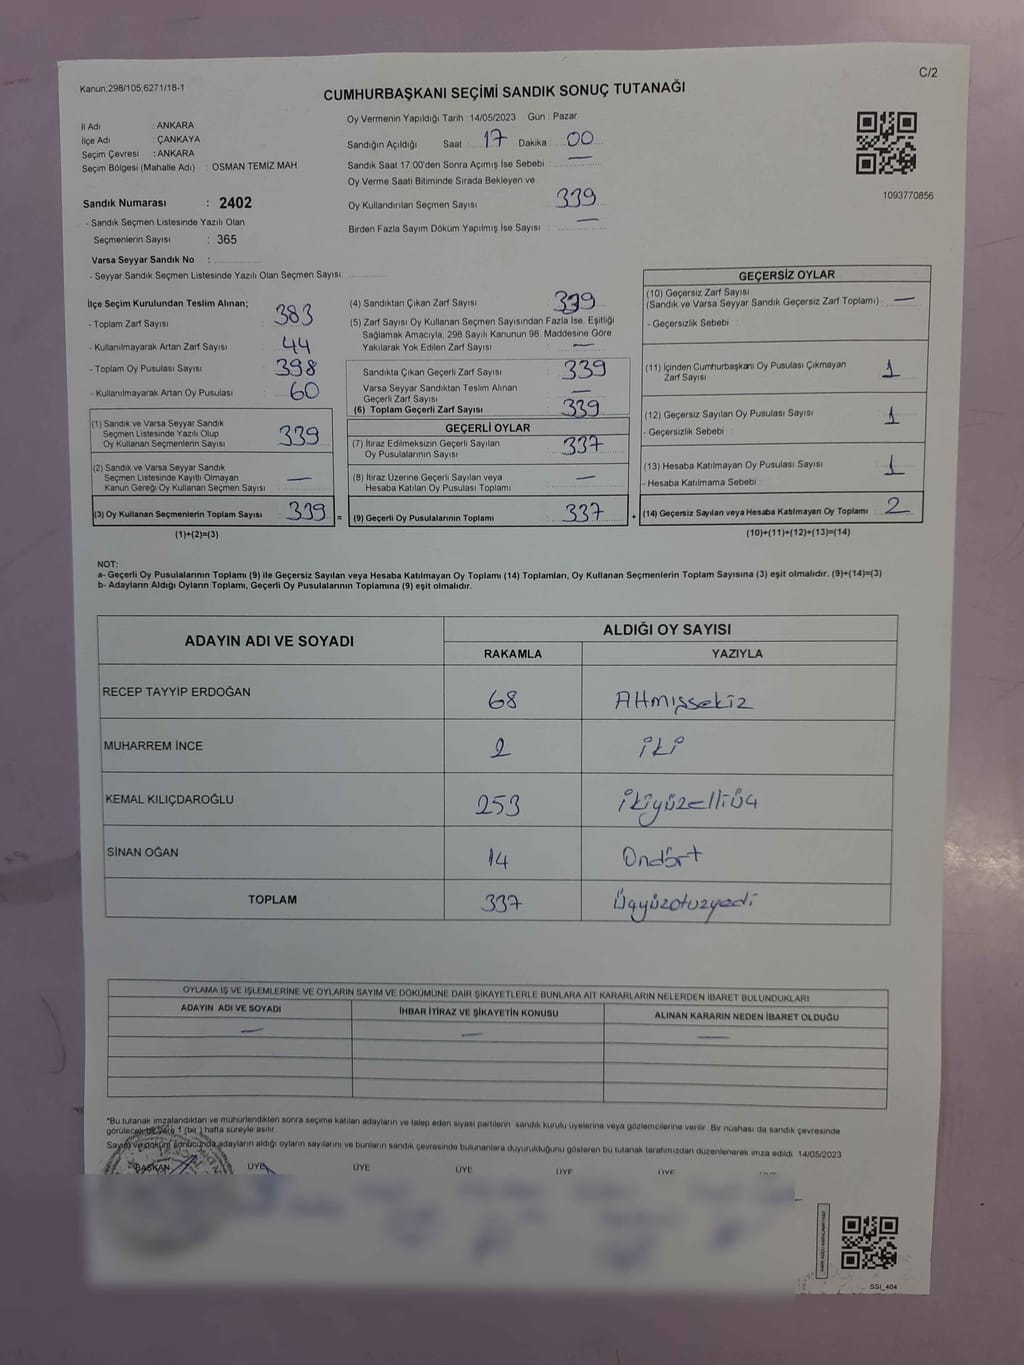 C/2
Kanun,298/105,6271/18-1
CUMHURBAŞKANI SEÇİMİ SANDIK SONUÇ TUTANAĞI
İl Adı : ANKARA
İlçe Adı : ÇANKAYA
Seçim Çevresi : ANKARA
Seçim Bölgesi (Mahalle Adı) : OSMAN TEMİZ MAH.
Sandık Numarası : 2402
- Sandık Seçmen Listesinde Yazılı Olan
Seçmenlerin Sayısı : 365
Varsa Seyyar Sandık No :
- Seyyar Sandık Seçmen Listesinde Yazılı Olan Seçmen Sayısı:
Oy Vermenin Yapıldığı Tarih 14/05/2023 Gün : Pazar
Sandığın Açıldığı Saat : 17 Dakika : 00
Sandık Saat 17:00'den Sonra Açımış İse Sebebi : —
Oy Verme Saati Bitiminde Sırada Bekleyen ve
Oy Kullandırılan Seçmen Sayısı : 339
Birden Fazla Sayım Döküm Yapılmış İse Sayısı : —
1093770856
İlçe Seçim Kurulundan Teslim Alınan;
- Toplam Zarf Sayısı : 383
- Kullanılmayarak Artan Zarf Sayısı : 44
- Toplam Oy Pusulası Sayısı : 398
- Kullanılmayarak Artan Oy Pusulası : 60
(1) Sandık ve Varsa Seyyar Sandık
Seçmen Listesinde Yazılı Olup
Oy Kullanan Seçmenlerin Sayısı : 339
(2) Sandık ve Varsa Seyyar Sandık
Seçmen Listesinde Kayıtlı Olmayan
Kanun Gereği Oy Kullanan Seçmen Sayısı : —
(3) Oy Kullanan Seçmenlerin Toplam Sayısı : 339
(1)+(2)=(3)
(4) Sandıktan Çıkan Zarf Sayısı : 339
(5) Zarf Sayısı Oy Kullanan Seçmen Sayısından Fazla İse, Eşitliği
Sağlamak Amacıyla, 298 Sayılı Kanunun 98. Maddesine Göre
Yakılarak Yok Edilen Zarf Sayısı : —
Sandıkta Çıkan Geçerli Zarf Sayısı : 339
Varsa Seyyar Sandıktan Teslim Alınan
Geçerli Zarf Sayısı : —
(6) Toplam Geçerli Zarf Sayısı : 339
GEÇERLİ OYLAR
(7) İtiraz Edilmeksizin Geçerli Sayılan
Oy Pusulalarının Sayısı : 337
(8) İtiraz Üzerine Geçerli Sayılan veya
Hesaba Katılan Oy Pusulası Toplamı : —
= (9) Geçerli Oy Pusulalarının Toplamı : 337
GEÇERSİZ OYLAR
(10) Geçersiz Zarf Sayısı
(Sandık ve Varsa Seyyar Sandık Geçersiz Zarf Toplamı) : —
- Geçersizlik Sebebi :
(11) İçinden Cumhurbaşkanı Oy Pusulası Çıkmayan
Zarf Sayısı : 1
(12) Geçersiz Sayılan Oy Pusulası Sayısı : 1
- Geçersizlik Sebebi :
(13) Hesaba Katılmayan Oy Pusulası Sayısı : 1
- Hesaba Katılmama Sebebi :
+ (14) Geçersiz Sayılan veya Hesaba Katılmayan Oy Toplamı : 2
(10)+(11)+(12)+(13)=(14)
NOT:
a- Geçerli Oy Pusulalarının Toplamı (9) ile Geçersiz Sayılan veya Hesaba Katılmayan Oy Toplamı (14) Toplamları, Oy Kullanan Seçmenlerin Toplam Sayısına (3) eşit olmalıdır. (9)+(14)=(3)
b- Adayların Aldığı Oyların Toplamı, Geçerli Oy Pusulalarının Toplamına (9) eşit olmalıdır.
ADAYIN ADI VE SOYADI ALDIĞI OY SAYISI
RAKAMLA YAZIYLA
RECEP TAYYİP ERDOĞAN 68 Altmışsekiz
MUHARREM İNCE 2 iki
KEMAL KILIÇDAROĞLU 253 ikiyüzelliüç
SİNAN OĞAN 14 Ondört
TOPLAM 337 Üçyüzotuzyedi
OYLAMA İŞ VE İŞLEMLERİNE VE OYLARIN SAYIM VE DÖKÜMÜNE DAİR ŞİKAYETLERLE BUNLARA AİT KARARLARIN NELERDEN İBARET BULUNDUKLARI
ADAYIN ADI VE SOYADI İHBAR İTİRAZ VE ŞİKAYETİN KONUSU ALINAN KARARIN NEDEN İBARET OLDUĞU
— — —
*Bu tutanak imzalandıktan ve mühürlendikten sonra seçime katılan adayların ve talep eden siyasi partilerin sandık kurulu üyelerine veya gözlemcilerine verilir. Bir nüshası da sandık çevresinde
görülecek bir yere 1 (bir ) hafta süreyle asılır.
Sayım ve döküm sonucunda adayların aldığı oyların sayılarını ve bunların sandık çevresinde bulunanlara duyurulduğunu gösteren bu tutanak tarafımızdan düzenlenerek imza edildi. 14/05/2023
BAŞKAN ÜYE ÜYE ÜYE ÜYE ÜYE
SSI_404